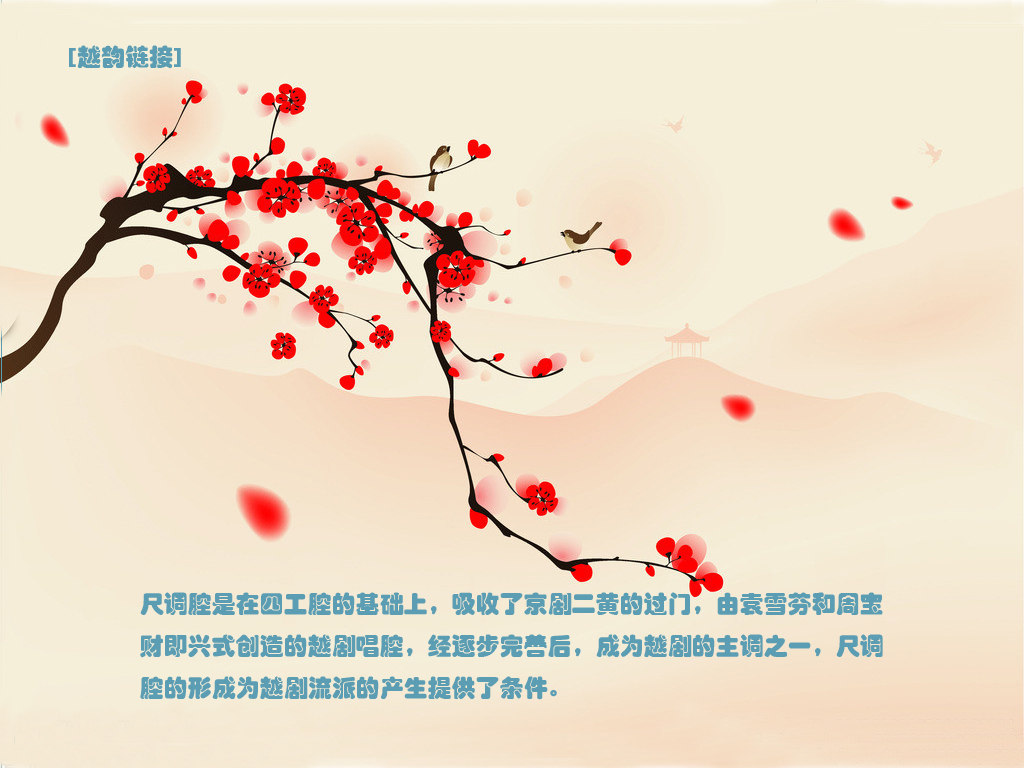 [越韵链接]
尺调腔是在四工腔的基础上，吸收了京剧二黄的过门，由袁雪芬和周宝
财即兴式创造的越剧唱腔，经逐步完善后，成为越剧的主调之一，尺调
腔的形成为越剧流派的产生提供了条件。